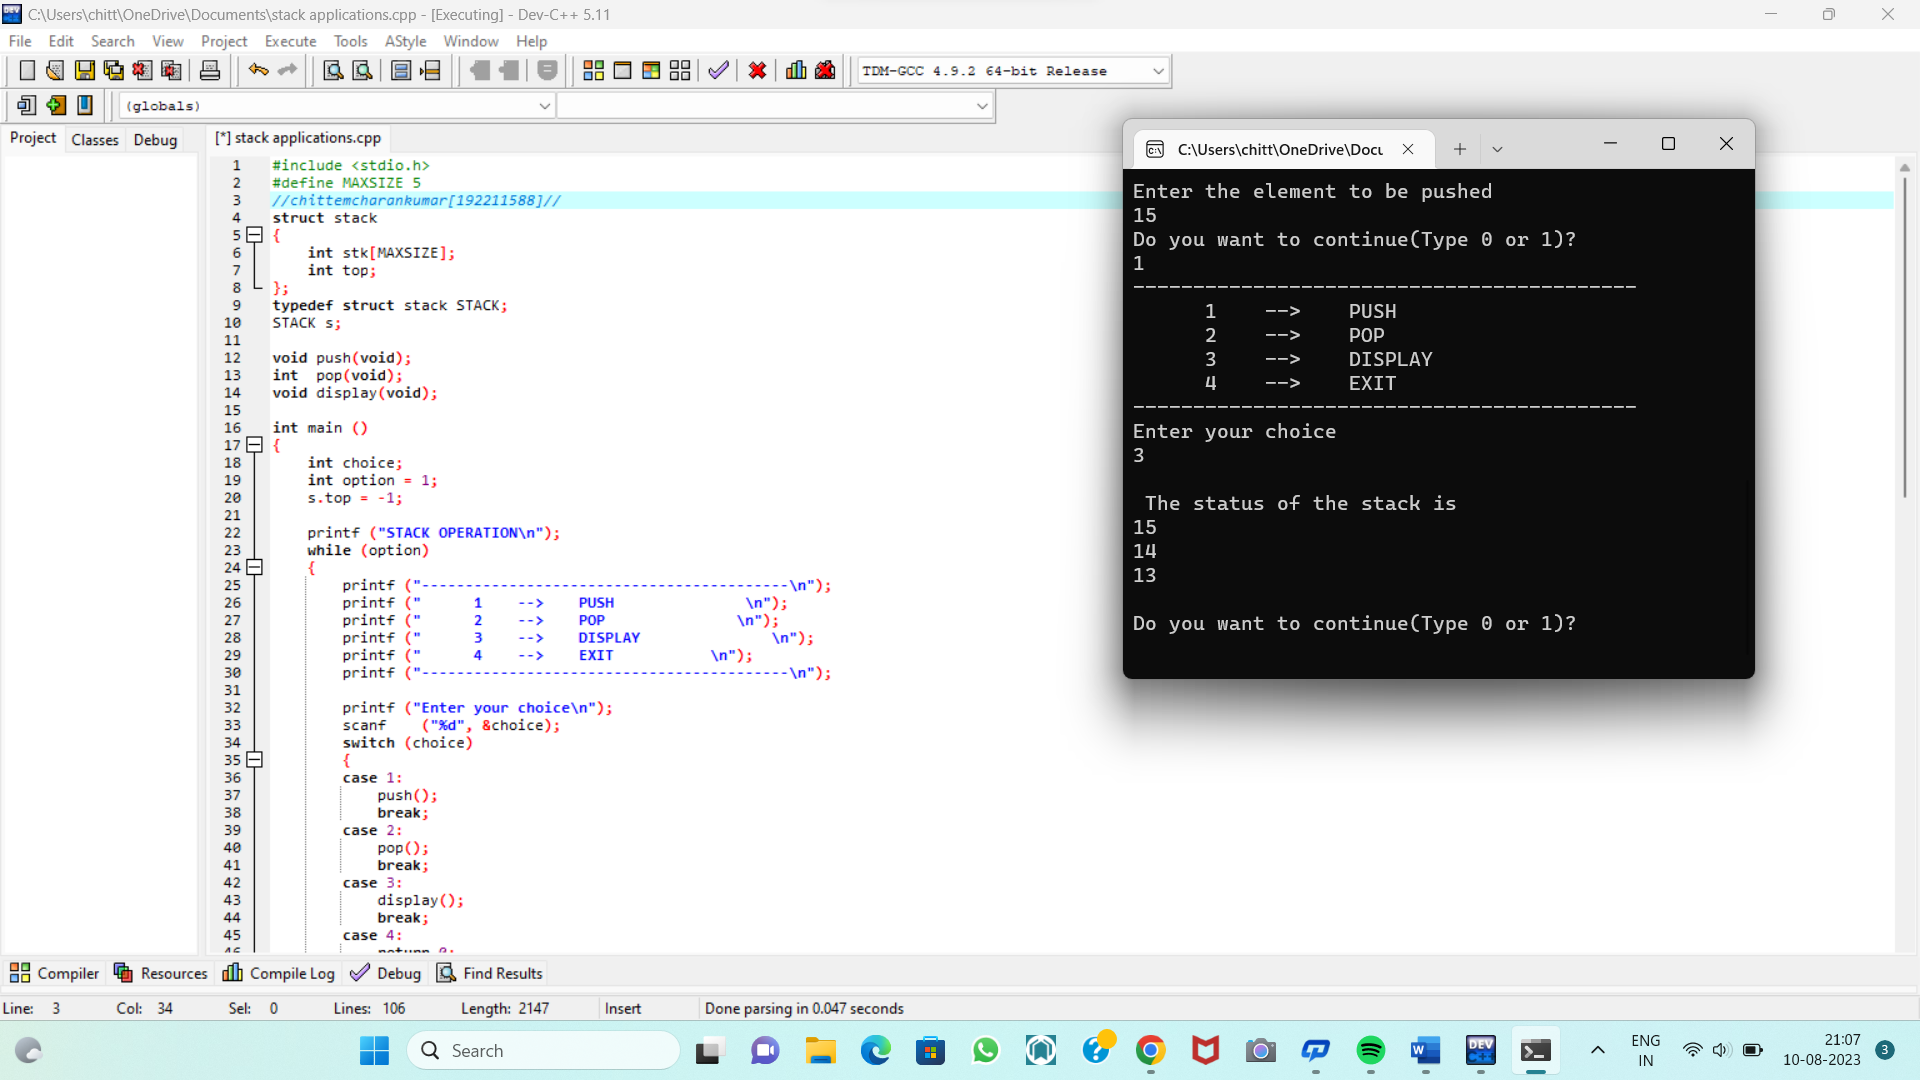 C:\Users\chitt\OneDrive\Documents\stack applications.cpp - [Executing] - Dev-C++ 5.11
File Edit Search View Project Execute Tools AStyle Window Help
TDM-GCC 4.9.2 64-bit Release
(globals)
Project Classes Debug
[*] stack applications.cpp
1 #include <stdio.h>
2 #define MAXSIZE 5
3 //chittemcharankumar[192211588]//
4 struct stack
5 {
6 int stk[MAXSIZE];
7 int top;
8 };
9 typedef struct stack STACK;
10 STACK s;
11
12 void push(void);
13 int  pop(void);
14 void display(void);
15
16 int main ()
17 {
18 int choice;
19 int option = 1;
20 s.top = -1;
21
22 printf ("STACK OPERATION\n");
23 while (option)
24 {
25 printf ("------------------------------------------\n");
26 printf ("      1    -->    PUSH               \n");
27 printf ("      2    -->    POP               \n");
28 printf ("      3    -->    DISPLAY               \n");
29 printf ("      4    -->    EXIT           \n");
30 printf ("------------------------------------------\n");
31
32 printf ("Enter your choice\n");
33 scanf    ("%d", &choice);
34 switch (choice)
35 {
36 case 1:
37 push();
38 break;
39 case 2:
40 pop();
41 break;
42 case 3:
43 display();
44 break;
45 case 4:
46 return 0;
C:\Users\chitt\OneDrive\Docu
Enter the element to be pushed
15
Do you want to continue(Type 0 or 1)?
1
------------------------------------------
      1    -->    PUSH
      2    -->    POP
      3    -->    DISPLAY
      4    -->    EXIT
------------------------------------------
Enter your choice
3
The status of the stack is
15
14
13
Do you want to continue(Type 0 or 1)?
Compiler Resources Compile Log Debug Find Results
Line: 3 Col: 34 Sel: 0 Lines: 106 Length: 2147 Insert Done parsing in 0.047 seconds
Search
DEV C++
ENG
IN
21:07
10-08-2023
3